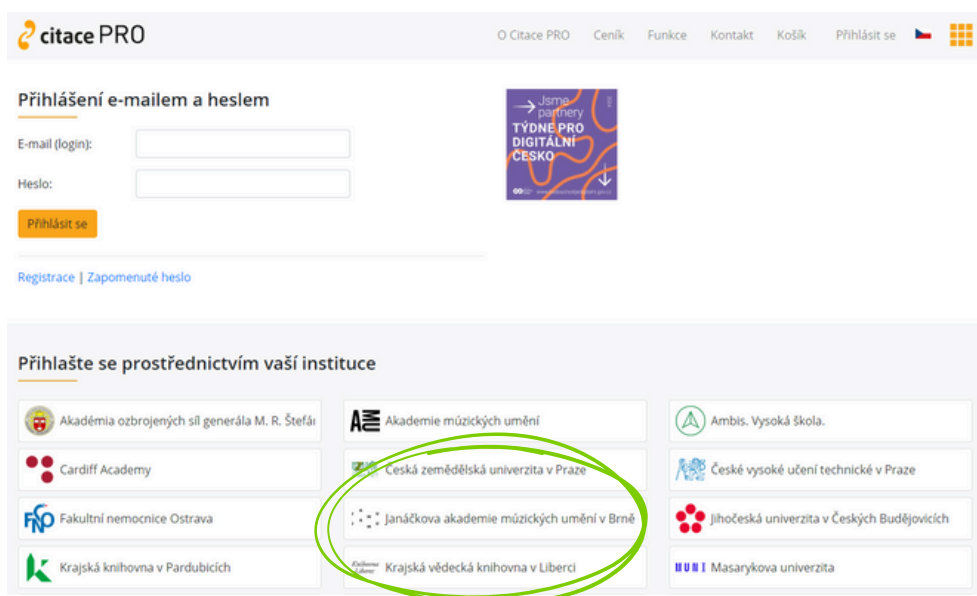 citace PRO
O Citace PRO Ceník Funkce Kontakt Košík Přihlásit se
Přihlášení e-mailem a heslem
E-mail (login):
Heslo:
Přihlásit se
Registrace | Zapomenuté heslo
Jsme
partnery
TÝDNE PRO
DIGITÁLNÍ
ČESKO
Přihlašte se prostřednictvím vaší instituce
Akadémia ozbrojených síl generála M. R. Štefán
Akademie múzických umění
Ambis. Vysoká škola.
Cardiff Academy
Česká zemědělská univerzita v Praze
České vysoké učení technické v Praze
FNO Fakultní nemocnice Ostrava
Janáčkova akademie múzických umění v Brně
Jihočeská univerzita v Českých Budějovicích
Krajská knihovna v Pardubicích
Krajská vědecká knihovna v Liberci
MUNI Masarykova univerzita